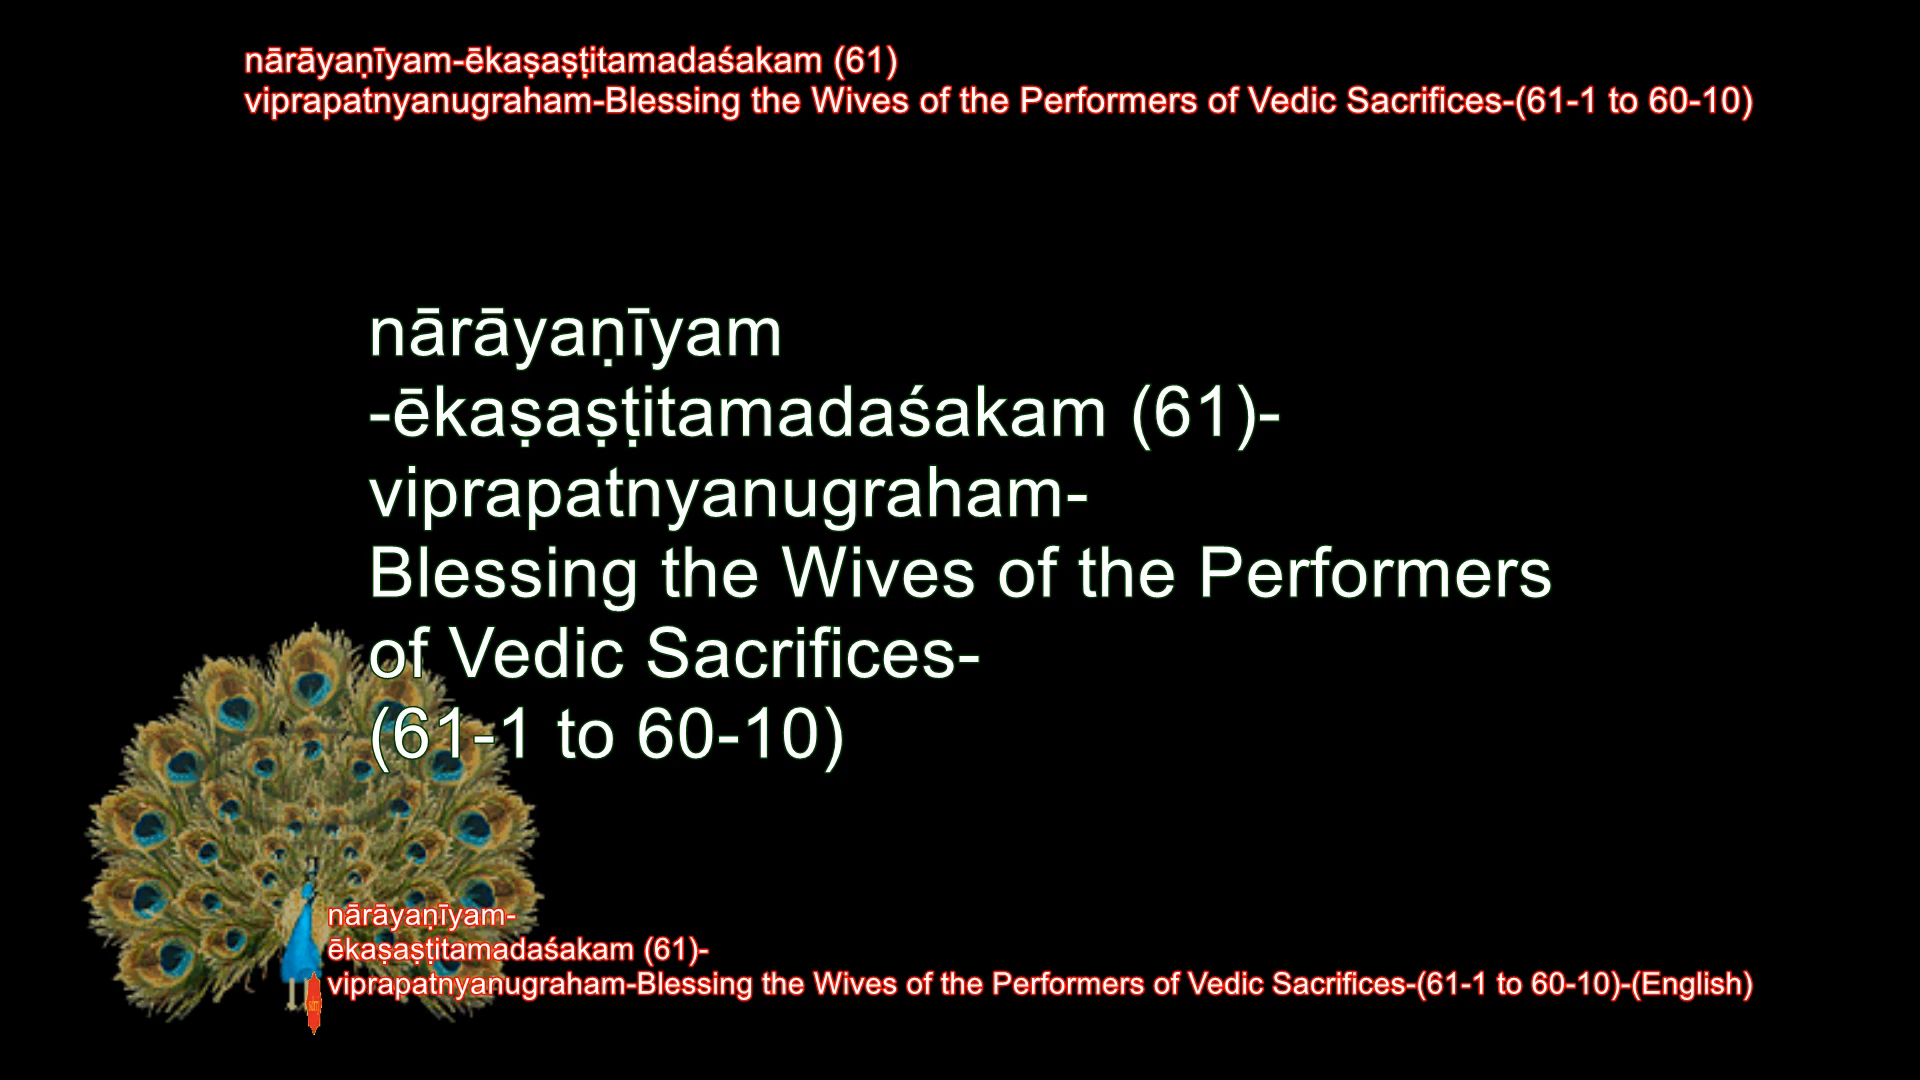 nārāyaṇīyam-ēkaṣaṣṭitamadaśakam (61)
viprapatnyanugraham-Blessing the Wives of the Performers of Vedic Sacrifices-(61-1 to 60-10)
nārāyaṇīyam
-ēkaṣaṣṭitamadaśakam (61)-
viprapatnyanugraham-
Blessing the Wives of the Performers
of Vedic Sacrifices-
(61-1 to 60-10)
nārāyaṇīyam-
ēkaṣaṣṭitamadaśakam (61)-
viprapatnyanugraham-Blessing the Wives of the Performers of Vedic Sacrifices-(61-1 to 60-10)-(English)